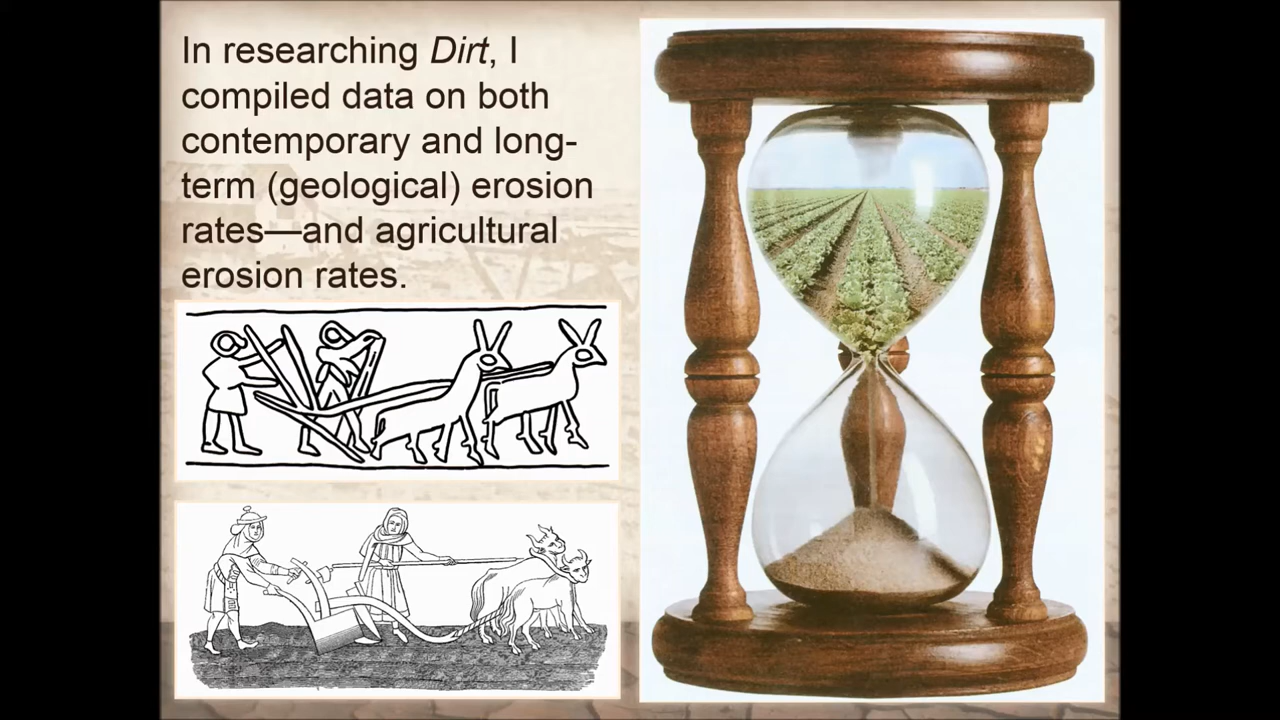 In researching Dirt, I
compiled data on both
contemporary and long-
term (geological) erosion
rates—and agricultural
erosion rates.